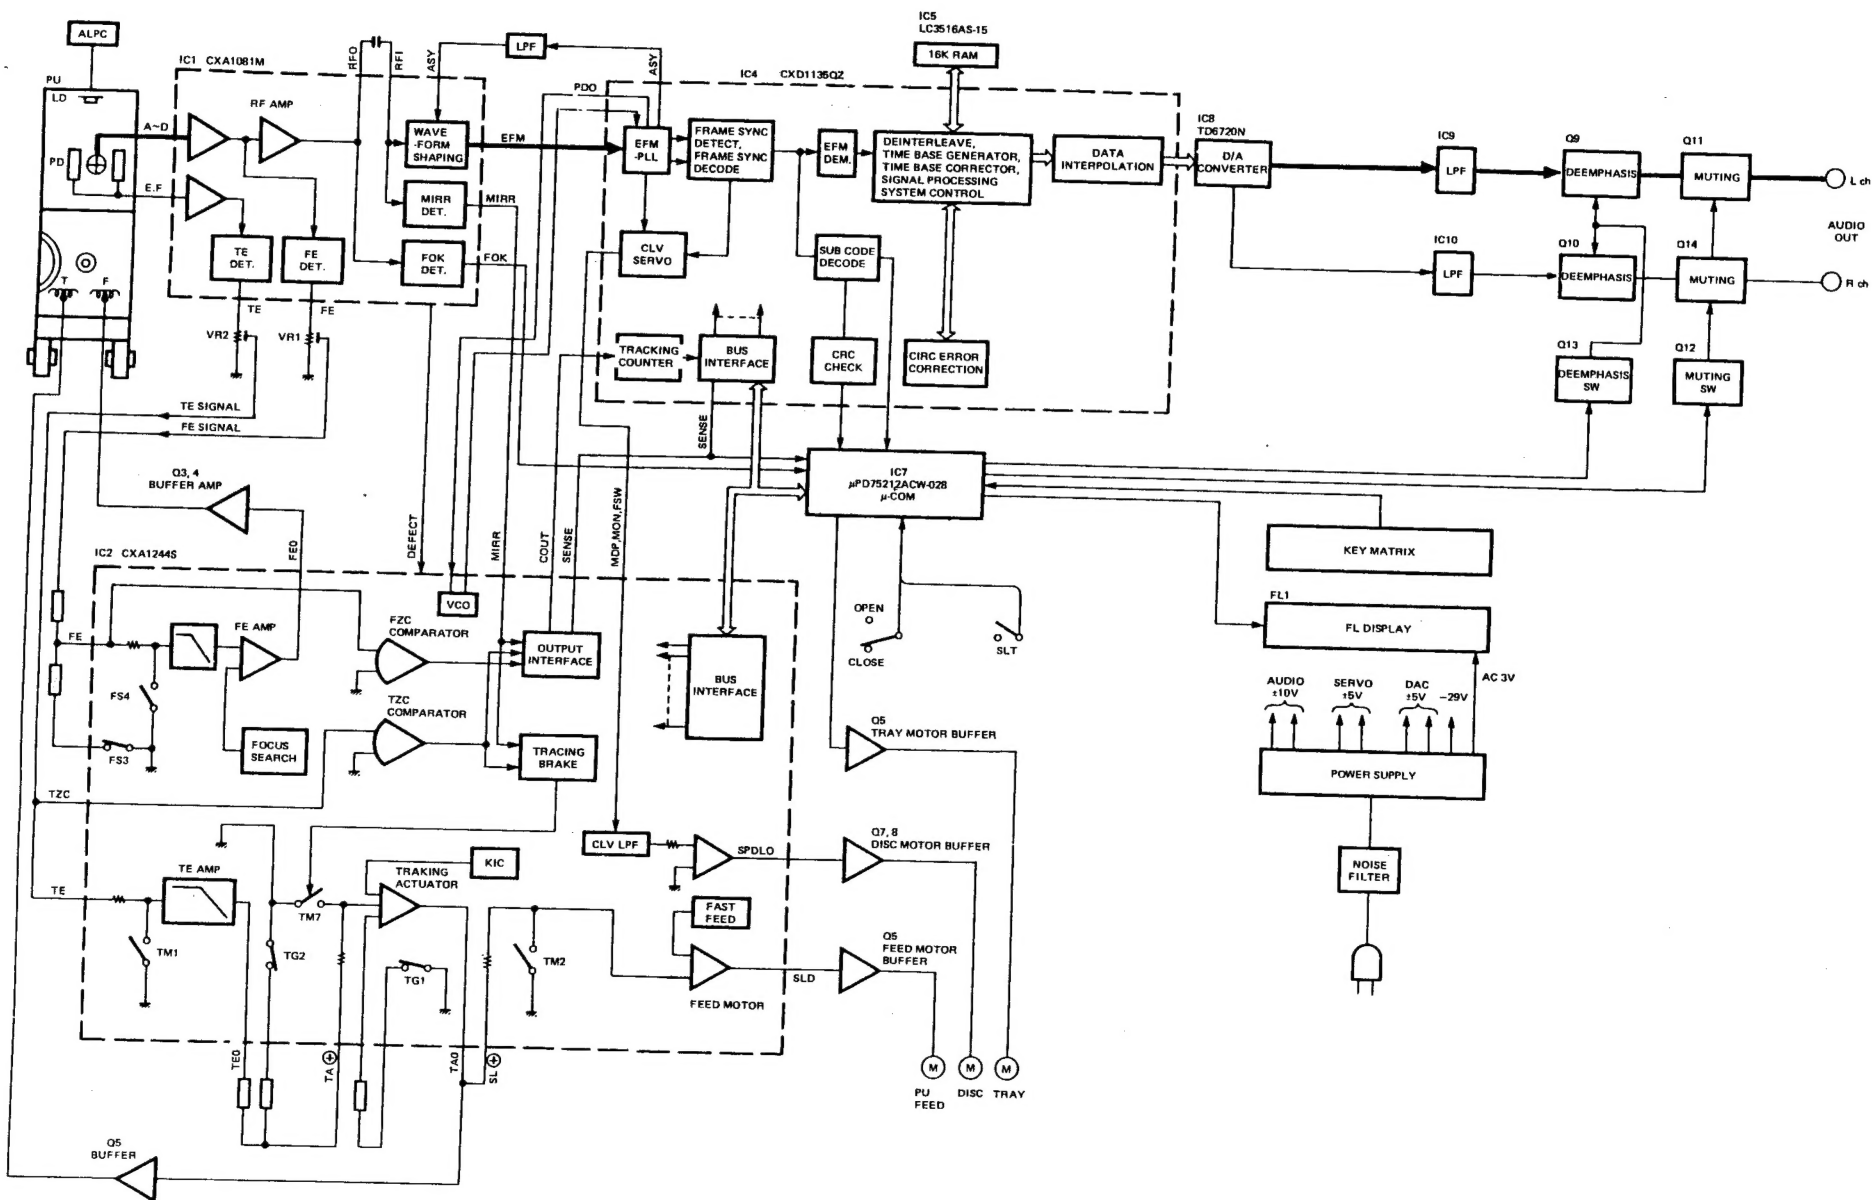 ALPC
PU
LD
PD
A~D
E.F
T
F
IC1 CXA1081M
RF AMP
RFO
RFI
ASY
LPF
ASY
WAVE
-FORM
SHAPING
EFM
MIRR
DET.
MIRR
FOK
DET.
FOK
TE
DET.
FE
DET.
TE
FE
VR2
VR1
TE SIGNAL
FE SIGNAL
PDO
IC4 CXD1135QZ
EFM
-PLL
FRAME SYNC
DETECT,
FRAME SYNC
DECODE
EFM
DEM.
IC5
LC3516AS-15
16K RAM
DEINTERLEAVE,
TIME BASE GENERATOR,
TIME BASE CORRECTOR,
SIGNAL PROCESSING
SYSTEM CONTROL
DATA
INTERPOLATION
CLV
SERVO
SUB CODE
DECODE
TRACKING
COUNTER
BUS
INTERFACE
CRC
CHECK
CIRC ERROR
CORRECTION
IC8
TD6720N
D/A
CONVERTER
IC9
LPF
Q9
DEEMPHASIS
Q11
MUTING
L ch
AUDIO
OUT
IC10
LPF
Q10
DEEMPHASIS
Q14
MUTING
R ch
Q13
DEEMPHASIS
SW
Q12
MUTING
SW
SENSE
IC7
μPD75212ACW-028
μ-COM
Q3, 4
BUFFER AMP
FEO
DEFECT
MIRR
COUT
SENSE
MDP,MON,FSW
IC2 CXA1244S
VCO
FE
FE AMP
FS4
FS3
FOCUS
SEARCH
FZC
COMPARATOR
TZC
COMPARATOR
OUTPUT
INTERFACE
TRACING
BRAKE
BUS
INTERFACE
OPEN
CLOSE
SLT
KEY MATRIX
FL1
FL DISPLAY
AC 3V
AUDIO
±10V
SERVO
±5V
DAC
±5V
-29V
POWER SUPPLY
NOISE
FILTER
TZC
Q5
TRAY MOTOR BUFFER
CLV LPF
SPDLO
Q7, 8
DISC MOTOR BUFFER
TE
TE AMP
TM1
TG2
TM7
TRAKING
ACTUATOR
KIC
TG1
TM2
FAST
FEED
FEED MOTOR
SLD
Q5
FEED MOTOR
BUFFER
TEO
TA ⊕
TAO
SL ⊕
M
M
M
PU
FEED
DISC
TRAY
Q5
BUFFER